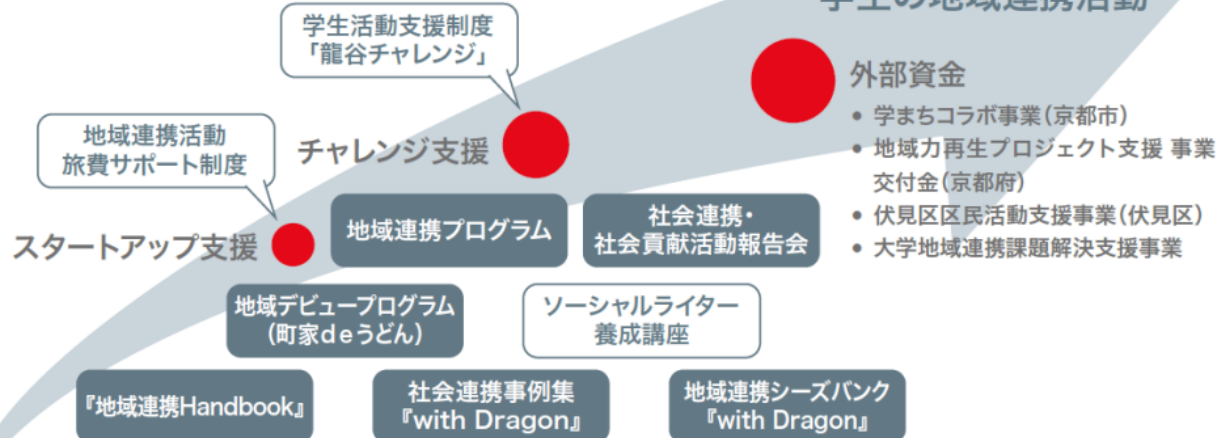 学生の地域連携活動
学生活動支援制度
「龍谷チャレンジ」
外部資金
• 学まちコラボ事業(京都市)
• 地域力再生プロジェクト支援 事業
交付金(京都府)
• 伏見区区民活動支援事業(伏見区)
• 大学地域連携課題解決支援事業
地域連携活動
旅費サポート制度
チャレンジ支援
スタートアップ支援
地域連携プログラム
社会連携・
社会貢献活動報告会
地域デビュープログラム
(町家deうどん)
ソーシャルライター
養成講座
『地域連携Handbook』
社会連携事例集
『with Dragon』
地域連携シーズバンク
『with Dragon』